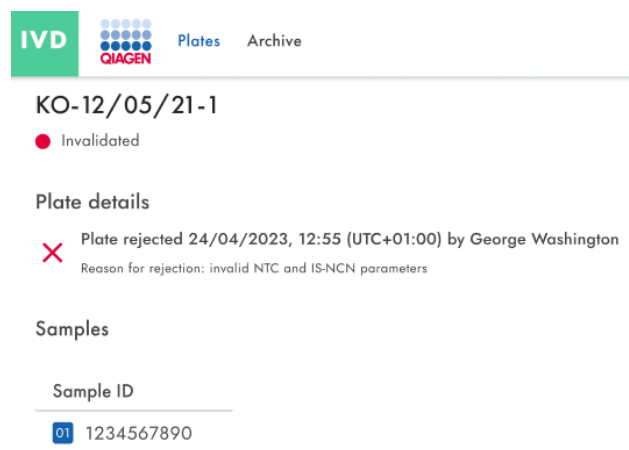 IVD
QIAGEN
Plates Archive
KO-12/05/21-1
Invalidated
Plate details
Plate rejected 24/04/2023, 12:55 (UTC+01:00) by George Washington
Reason for rejection: invalid NTC and IS-NCN parameters
Samples
Sample ID
01 1234567890